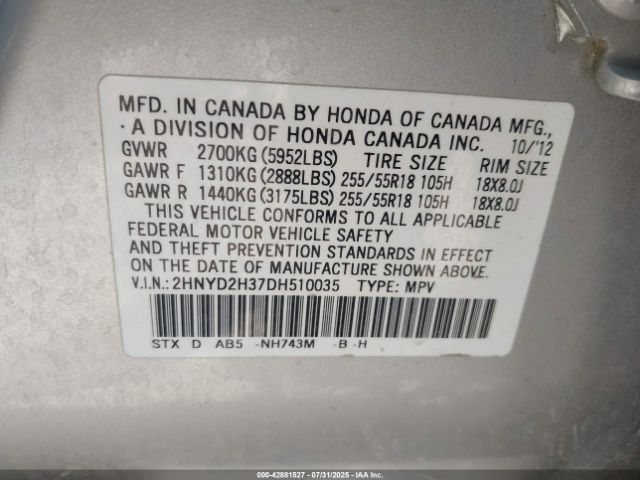 MFD. IN CANADA BY HONDA OF CANADA MFG.,
· A DIVISION OF HONDA CANADA INC. 10/'12
GVWR 2700KG(5952LBS) TIRE SIZE RIM SIZE
GAWR F 1310KG(2888LBS) 255/55R18 105H 18X8.0J
GAWR R 1440KG(3175LBS) 255/55R18 105H 18X8.0J
THIS VEHICLE CONFORMS TO ALL APPLICABLE
FEDERAL MOTOR VEHICLE SAFETY
AND THEFT PREVENTION STANDARDS IN EFFECT
ON THE DATE OF MANUFACTURE SHOWN ABOVE.
V.I.N.: 2HNYD2H37DH510035 TYPE: MPV
STX D AB5 -NH743M -B -H
000-42881527 07/31/2025 IAAI.COM